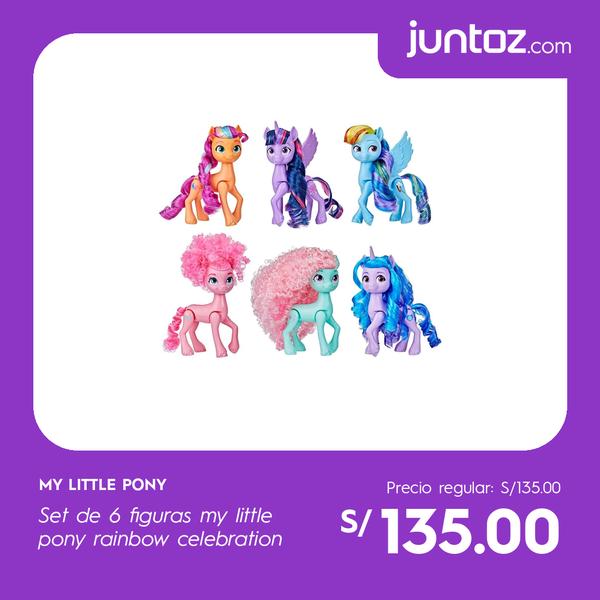 juntoz.com
MY LITTLE PONY
Set de 6 figuras my little
pony rainbow celebration
Precio regular: S/135.00
S/ 135.00